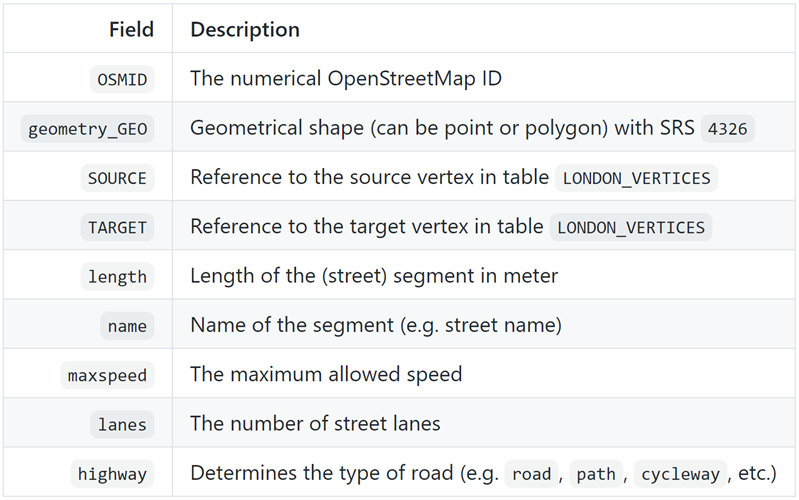 Field Description
OSMID The numerical OpenStreetMap ID
geometry_GEO Geometrical shape (can be point or polygon) with SRS 4326
SOURCE Reference to the source vertex in table LONDON_VERTICES
TARGET Reference to the target vertex in table LONDON_VERTICES
length Length of the (street) segment in meter
name Name of the segment (e.g. street name)
maxspeed The maximum allowed speed
lanes The number of street lanes
highway Determines the type of road (e.g. road, path, cycleway, etc.)